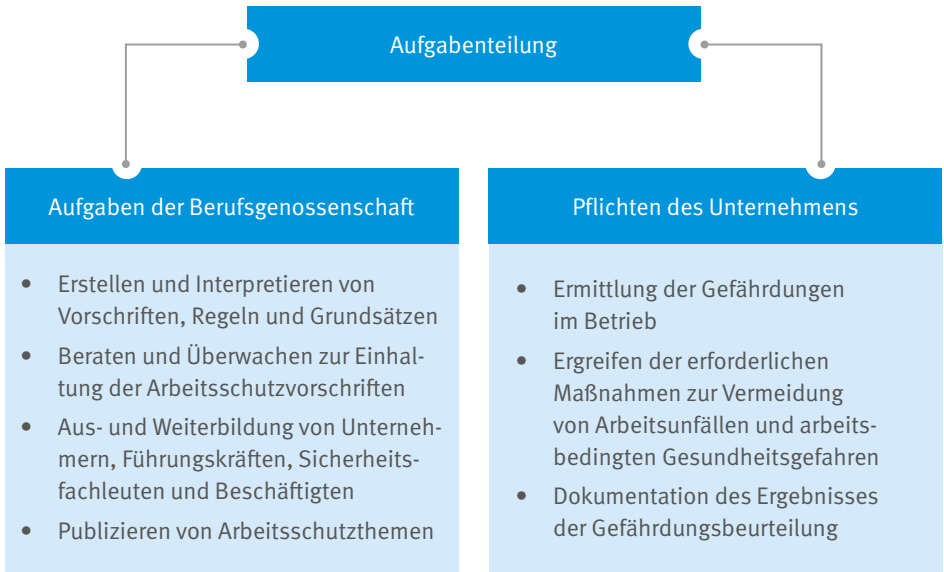 Aufgabenteilung
Aufgaben der Berufsgenossenschaft
• Erstellen und Interpretieren von
Vorschriften, Regeln und Grundsätzen
• Beraten und Überwachen zur Einhal-
tung der Arbeitsschutzvorschriften
• Aus- und Weiterbildung von Unterneh-
mern, Führungskräften, Sicherheits-
fachleuten und Beschäftigten
• Publizieren von Arbeitsschutzthemen
Pflichten des Unternehmens
• Ermittlung der Gefährdungen
im Betrieb
• Ergreifen der erforderlichen
Maßnahmen zur Vermeidung
von Arbeitsunfällen und arbeits-
bedingten Gesundheitsgefahren
• Dokumentation des Ergebnisses
der Gefährdungsbeurteilung